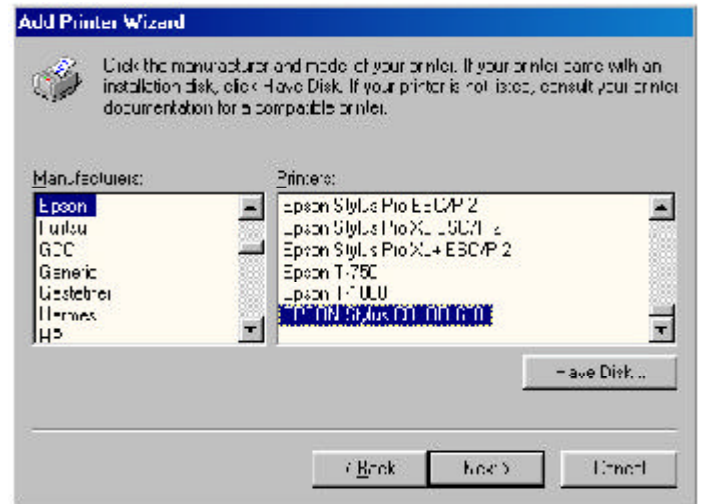 Add Printer Wizard
Click the manufacturer and model of your printer. If your printer came with an
installation disk, click Have Disk. If your printer is not listed, consult your printer
documentation for a compatible printer.
Manufacturers:
Printers:
Epson
Fujitsu
GCC
Generic
Gestetner
Hermes
HP
Epson Stylus Pro ESC/P 2
Epson Stylus Pro XL ESC/P 2
Epson Stylus Pro XL+ ESC/P 2
Epson T-750
Epson T-1000
EPSON Stylus COLOR
Have Disk...
< Back
Next >
Cancel